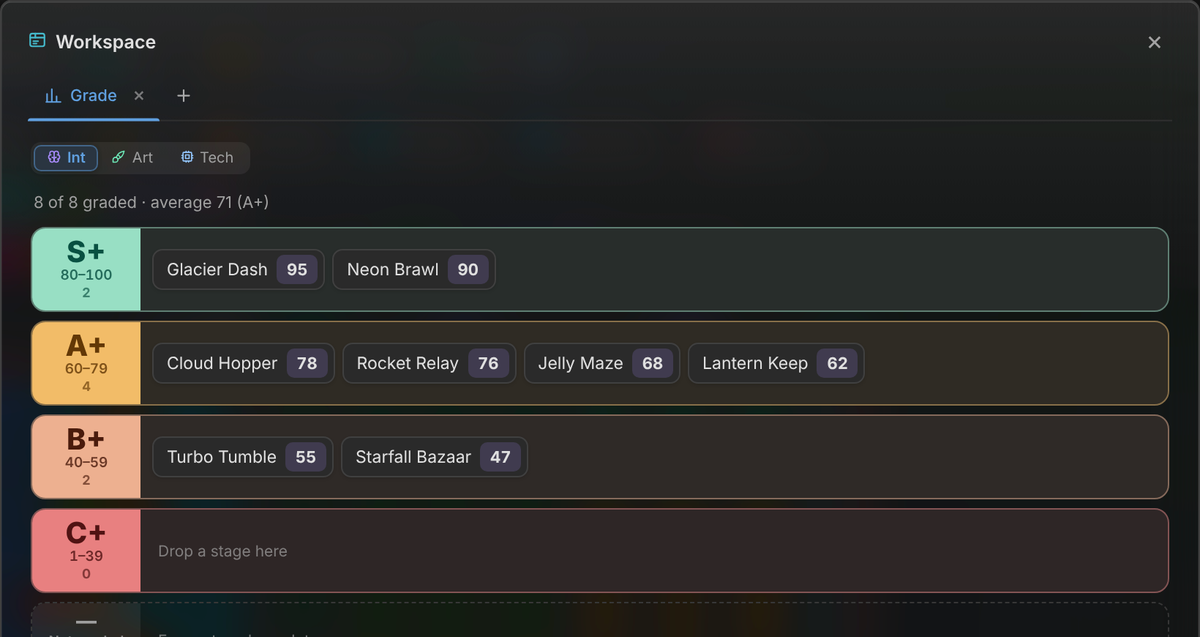 Workspace
Grade
Int Art Tech
8 of 8 graded · average 71 (A+)
S+
80–100
2
Glacier Dash 95 Neon Brawl 90
A+
60–79
4
Cloud Hopper 78 Rocket Relay 76 Jelly Maze 68 Lantern Keep 62
B+
40–59
2
Turbo Tumble 55 Starfall Bazaar 47
C+
1–39
0
Drop a stage here
—